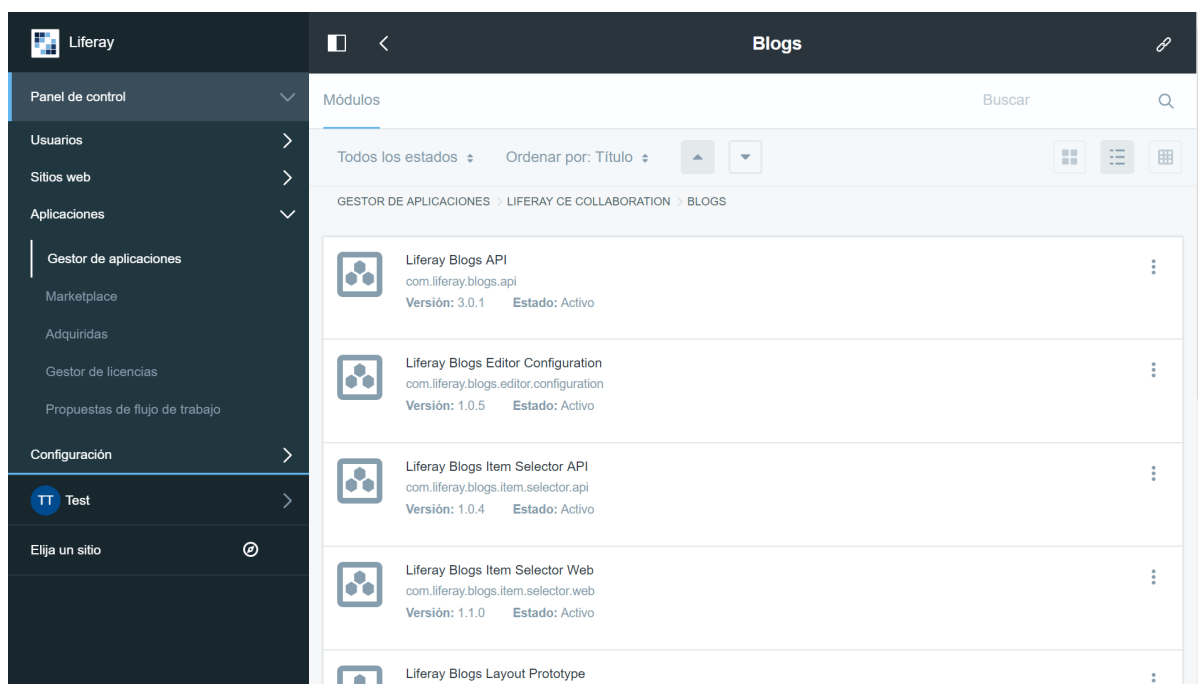 Liferay
Panel de control
Usuarios
Sitios web
Aplicaciones
Gestor de aplicaciones
Marketplace
Adquiridas
Gestor de licencias
Propuestas de flujo de trabajo
Configuración
TT Test
Elija un sitio
Blogs
Módulos
Buscar
Todos los estados Ordenar por: Título
GESTOR DE APLICACIONES > LIFERAY CE COLLABORATION > BLOGS
Liferay Blogs API
com.liferay.blogs.api
Versión: 3.0.1 Estado: Activo
Liferay Blogs Editor Configuration
com.liferay.blogs.editor.configuration
Versión: 1.0.5 Estado: Activo
Liferay Blogs Item Selector API
com.liferay.blogs.item.selector.api
Versión: 1.0.4 Estado: Activo
Liferay Blogs Item Selector Web
com.liferay.blogs.item.selector.web
Versión: 1.1.0 Estado: Activo
Liferay Blogs Layout Prototype